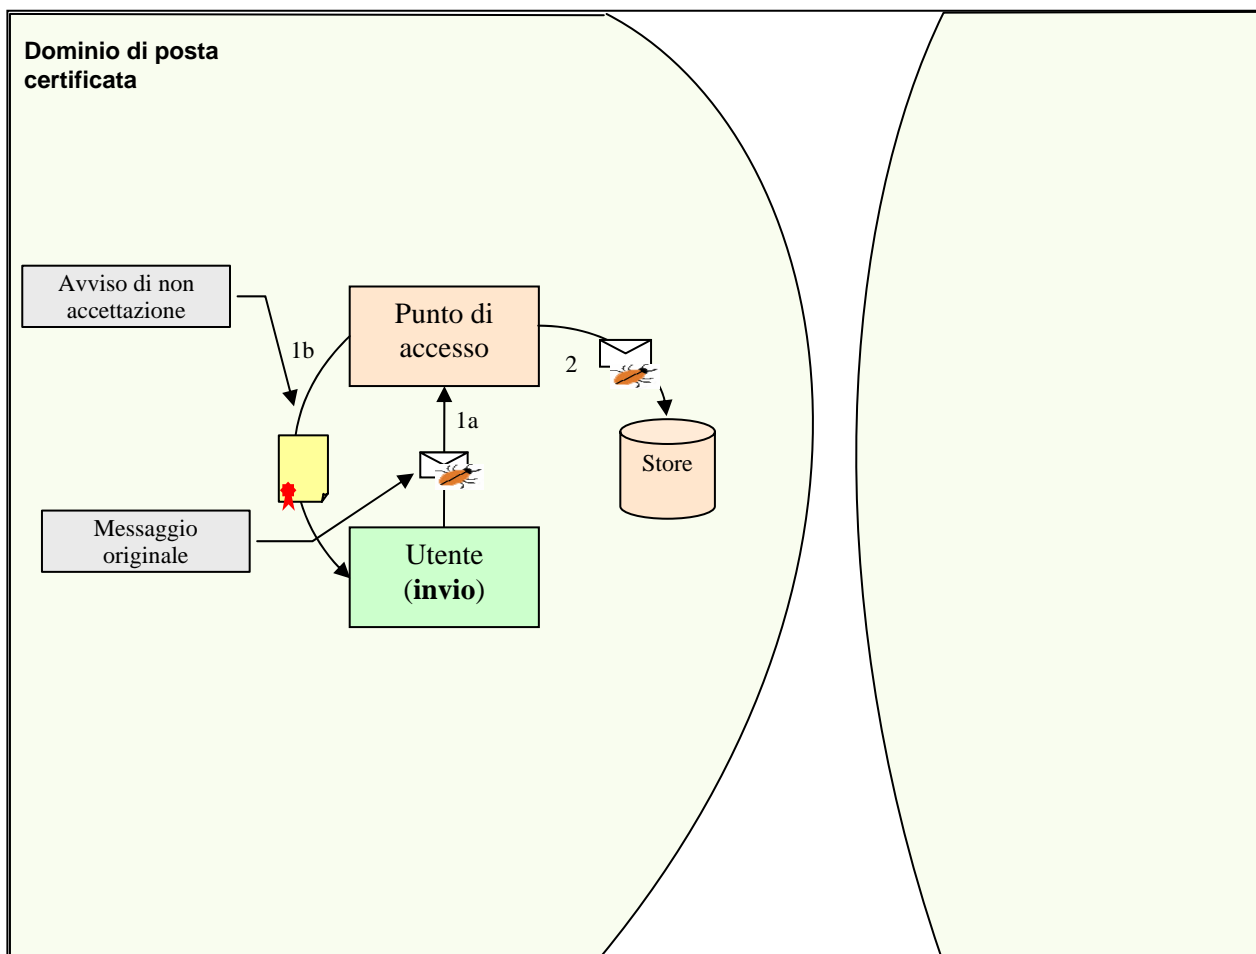 Dominio di posta
certificata
Avviso di non
accettazione
Punto di
accesso
1b
2
1a
Store
Messaggio
originale
Utente
(invio)